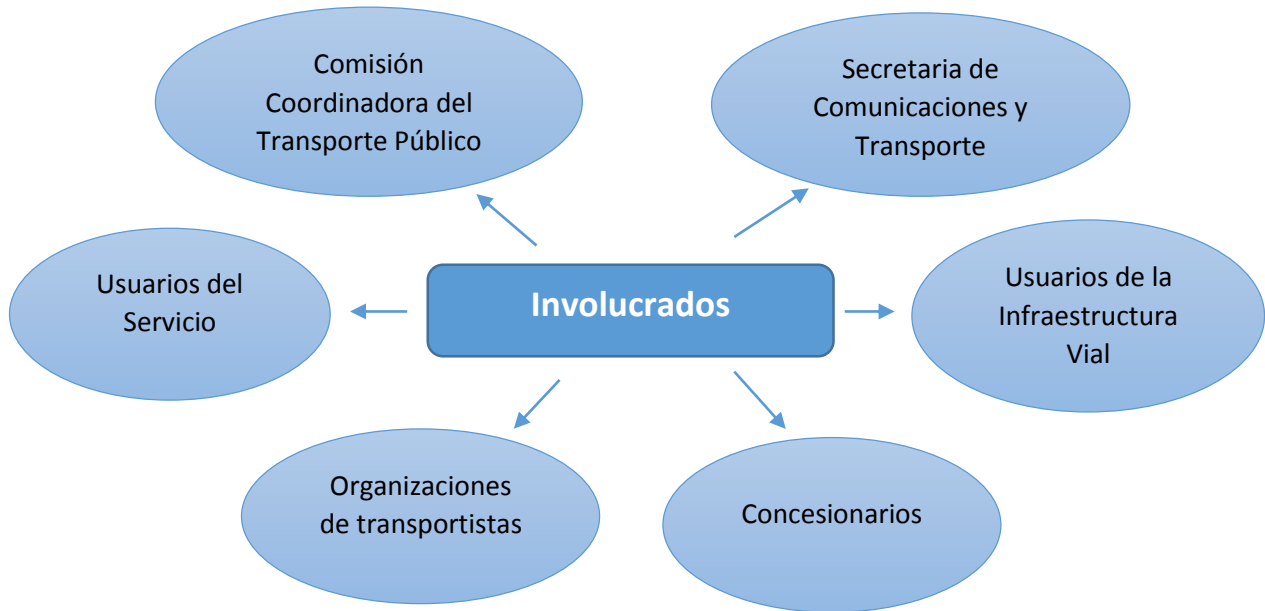 Comisión
Coordinadora del
Transporte Público
Secretaria de
Comunicaciones y
Transporte
Usuarios del
Servicio
Involucrados
Usuarios de la
Infraestructura
Vial
Organizaciones
de transportistas
Concesionarios